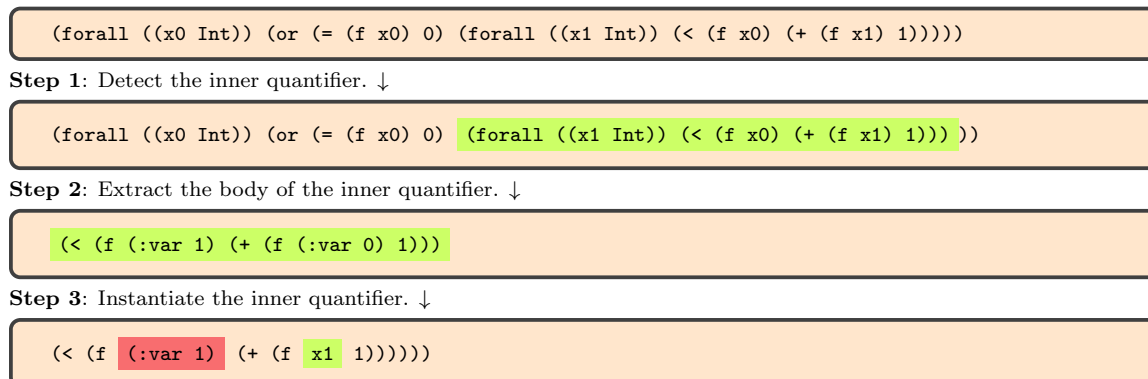 (forall ((x0 Int)) (or (= (f x0) 0) (forall ((x1 Int)) (< (f x0) (+ (f x1) 1)))))
Step 1: Detect the inner quantifier. ↓
(forall ((x0 Int)) (or (= (f x0) 0) (forall ((x1 Int)) (< (f x0) (+ (f x1) 1))) ))
Step 2: Extract the body of the inner quantifier. ↓
(< (f (:var 1) (+ (f (:var 0) 1)))
Step 3: Instantiate the inner quantifier. ↓
(< (f (:var 1) (+ (f x1 1))))))